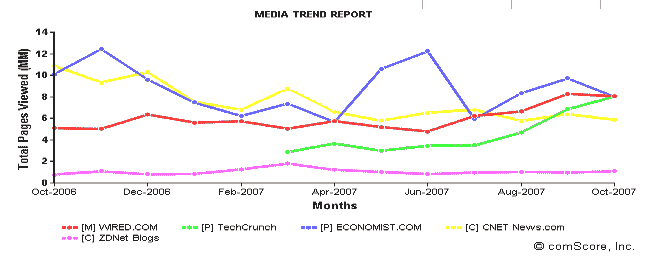 MEDIA TREND REPORT
Total Pages Viewed (MM)
14
12
10
8
6
4
2
0
Oct-2006 Dec-2006 Feb-2007 Apr-2007 Jun-2007 Aug-2007 Oct-2007
Months
[M] WIRED.COM [P] TechCrunch [P] ECONOMIST.COM [C] CNET News.com
[C] ZDNet Blogs
© comScore, Inc.